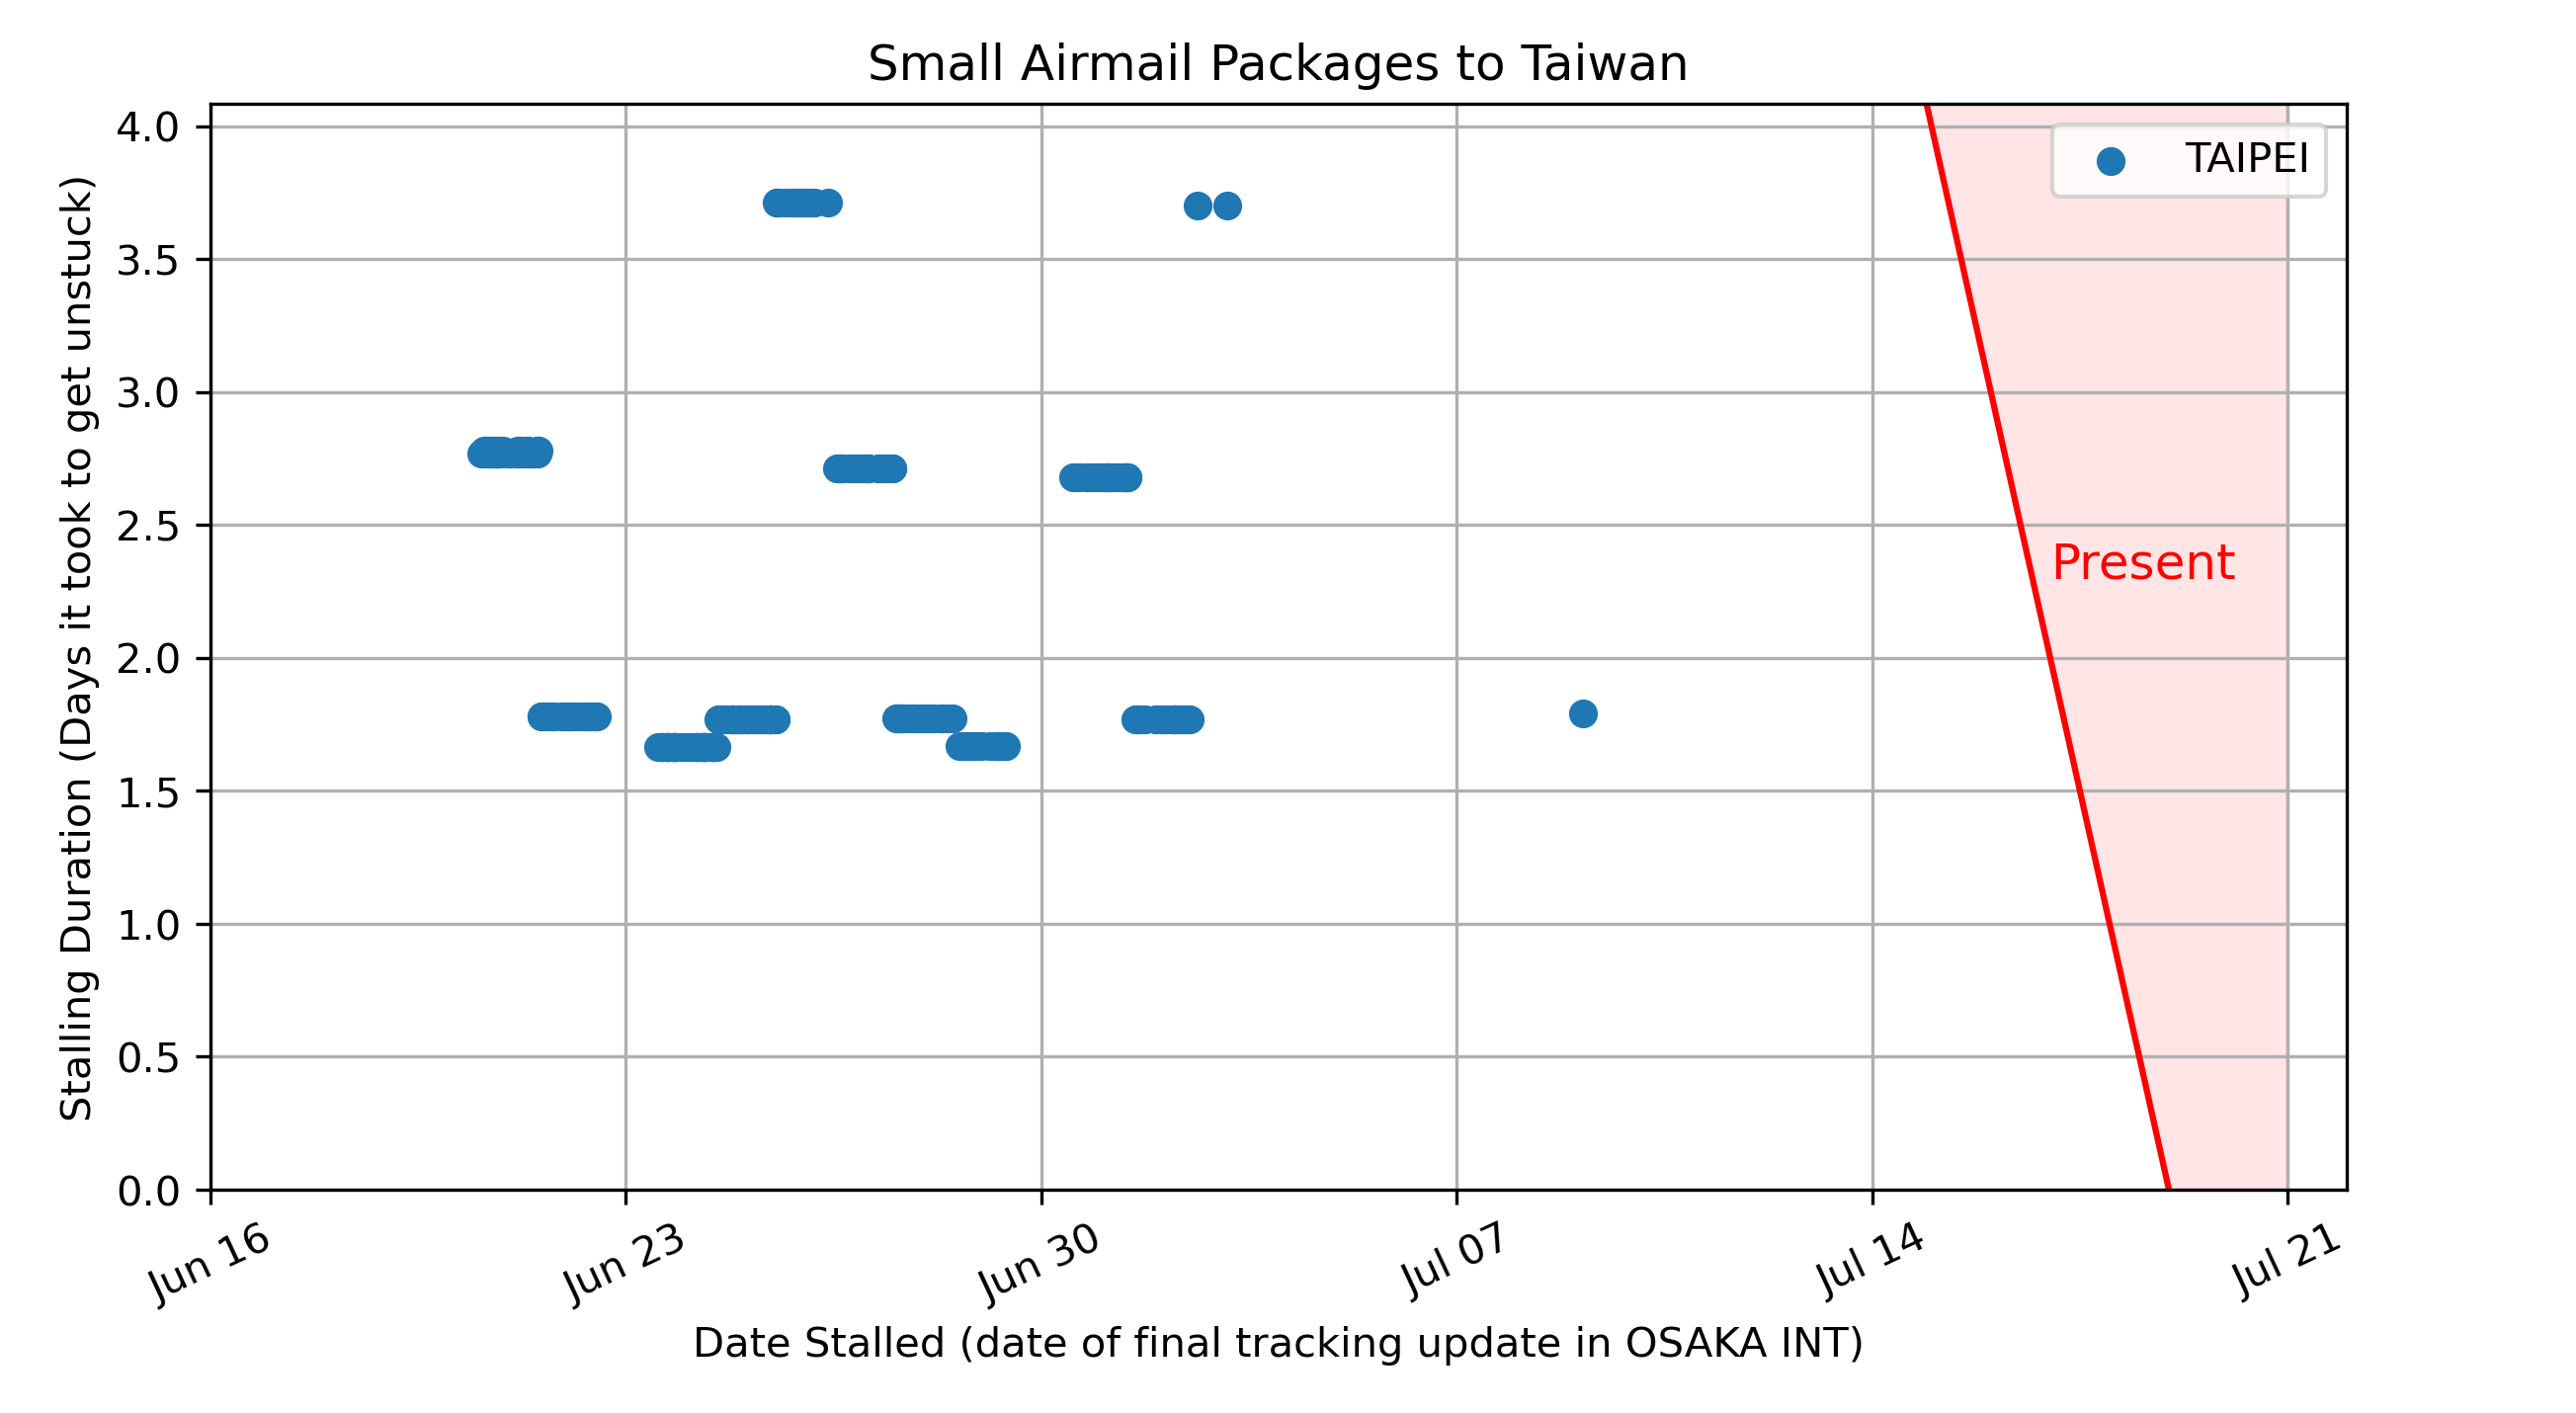 Small Airmail Packages to Taiwan
4.0
3.5
3.0
2.5
2.0
1.5
1.0
0.5
0.0
Stalling Duration (Days it took to get unstuck)
TAIPEI
Present
Jun 16
Jun 23
Jun 30
Jul 07
Jul 14
Jul 21
Date Stalled (date of final tracking update in OSAKA INT)